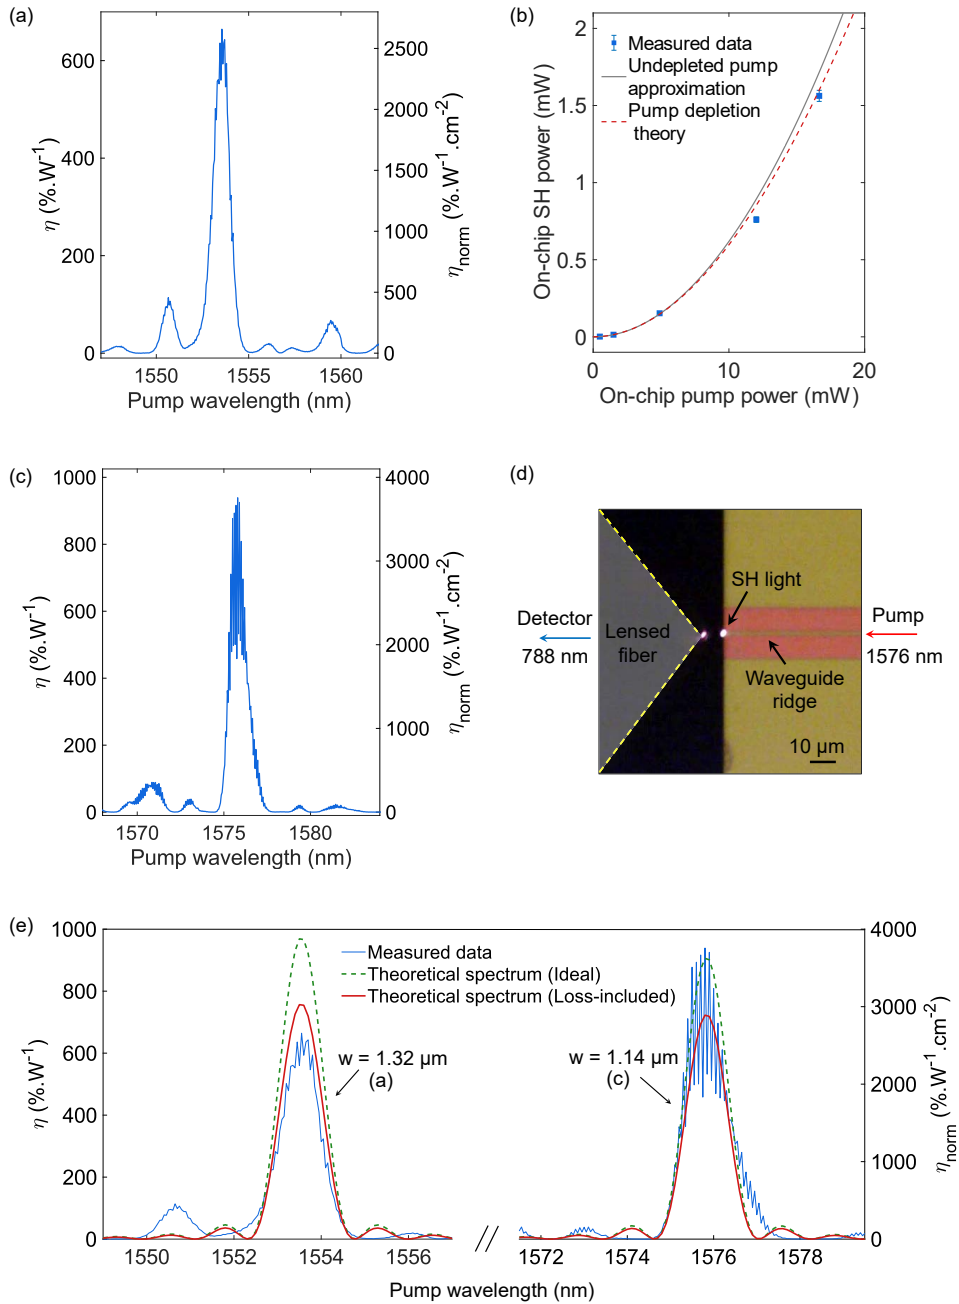 (a)
600
400
200
0
η (%.W-1)
2500
2000
1500
1000
500
0
ηnorm (%.W-1.cm-2)
1550
1555
1560
Pump wavelength (nm)
(b)
2
1.5
1
0.5
0
On-chip SH power (mW)
Measured data
Undepleted pump
approximation
Pump depletion
theory
0
10
20
On-chip pump power (mW)
(c)
1000
800
600
400
200
0
η (%.W-1)
4000
3000
2000
1000
0
ηnorm (%.W-1.cm-2)
1570
1575
1580
Pump wavelength (nm)
(d)
Detector
788 nm
Lensed
fiber
SH light
Waveguide
ridge
10 µm
Pump
1576 nm
(e)
1000
800
600
400
200
0
η (%.W-1)
Measured data
Theoretical spectrum (Ideal)
Theoretical spectrum (Loss-included)
w = 1.32 µm
(a)
w = 1.14 µm
(c)
4000
3000
2000
1000
0
ηnorm (%.W-1.cm-2)
1550
1552
1554
1556
1572
1574
1576
1578
Pump wavelength (nm)